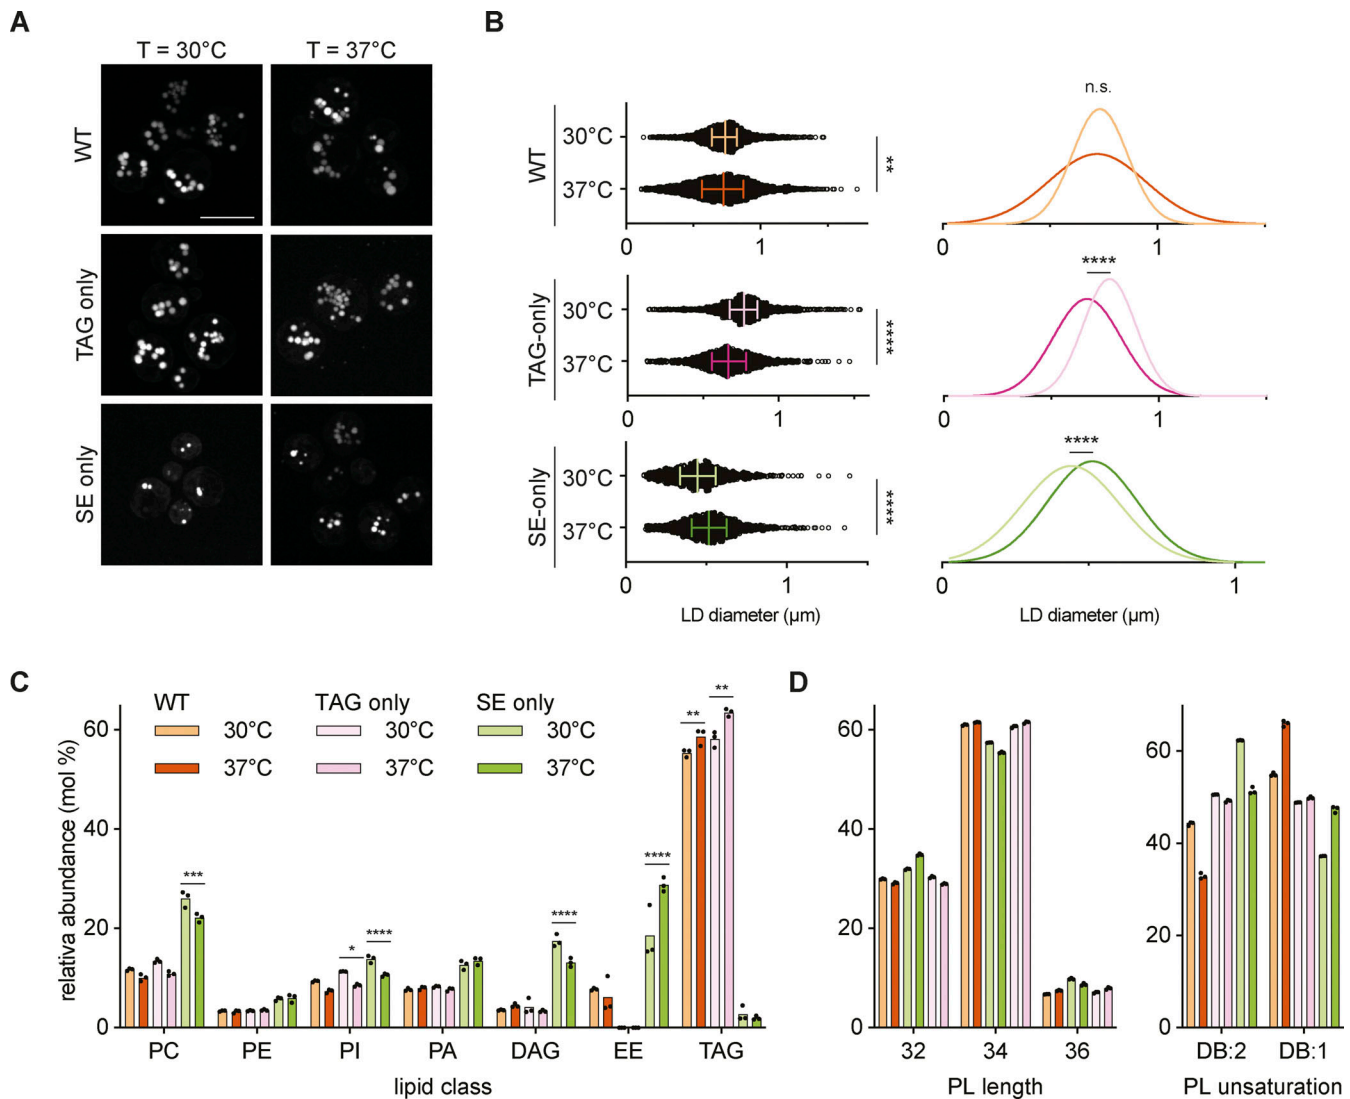 A
T = 30°C
T = 37°C
WT
TAG only
SE only
B
WT
30°C
37°C
**
0
1
n.s.
0
1
TAG-only
30°C
37°C
****
0
1
****
0
1
SE-only
30°C
37°C
****
0
1
LD diameter (µm)
****
0
1
LD diameter (µm)
C
relativa abundance (mol %)
60
40
20
0
WT
TAG only
SE only
30°C
30°C
30°C
37°C
37°C
37°C
***
*
****
****
****
**
**
PC
PE
PI
PA
DAG
EE
TAG
lipid class
D
60
40
20
0
32
34
36
PL length
60
40
20
0
DB:2
DB:1
PL unsaturation